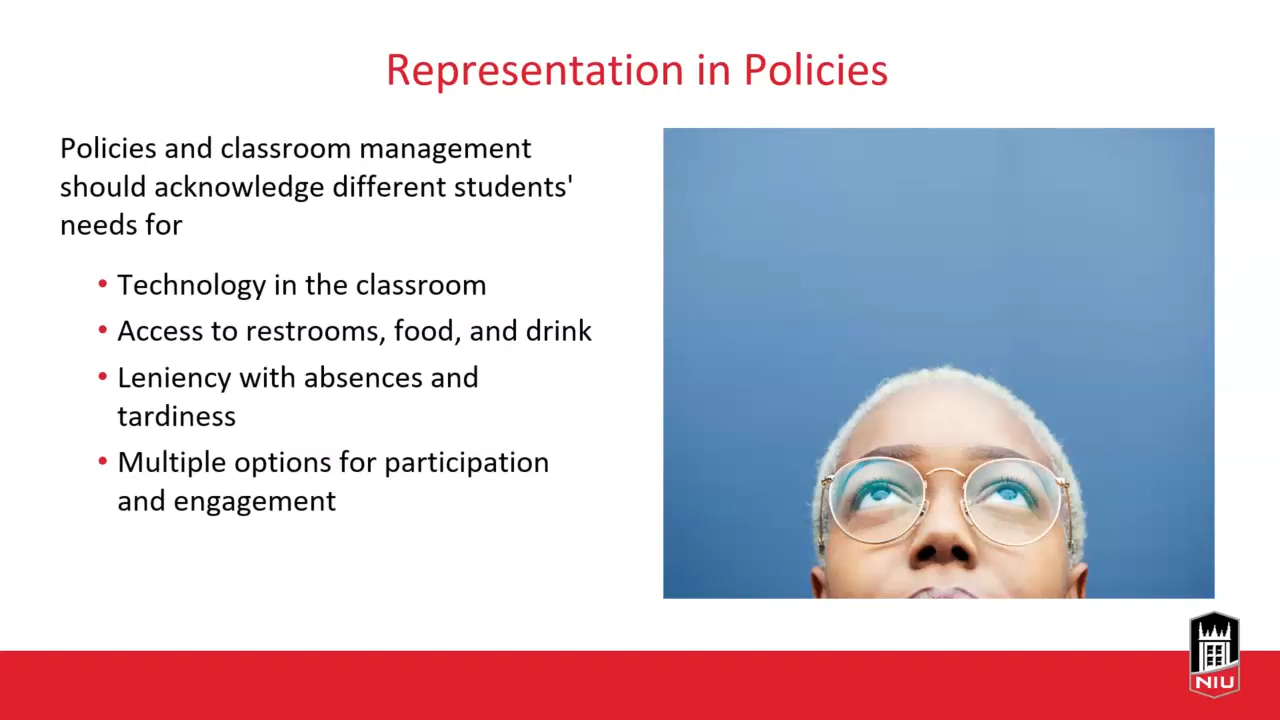 Representation in Policies
Policies and classroom management
should acknowledge different students'
needs for
• Technology in the classroom
• Access to restrooms, food, and drink
• Leniency with absences and
tardiness
• Multiple options for participation
and engagement
NIU